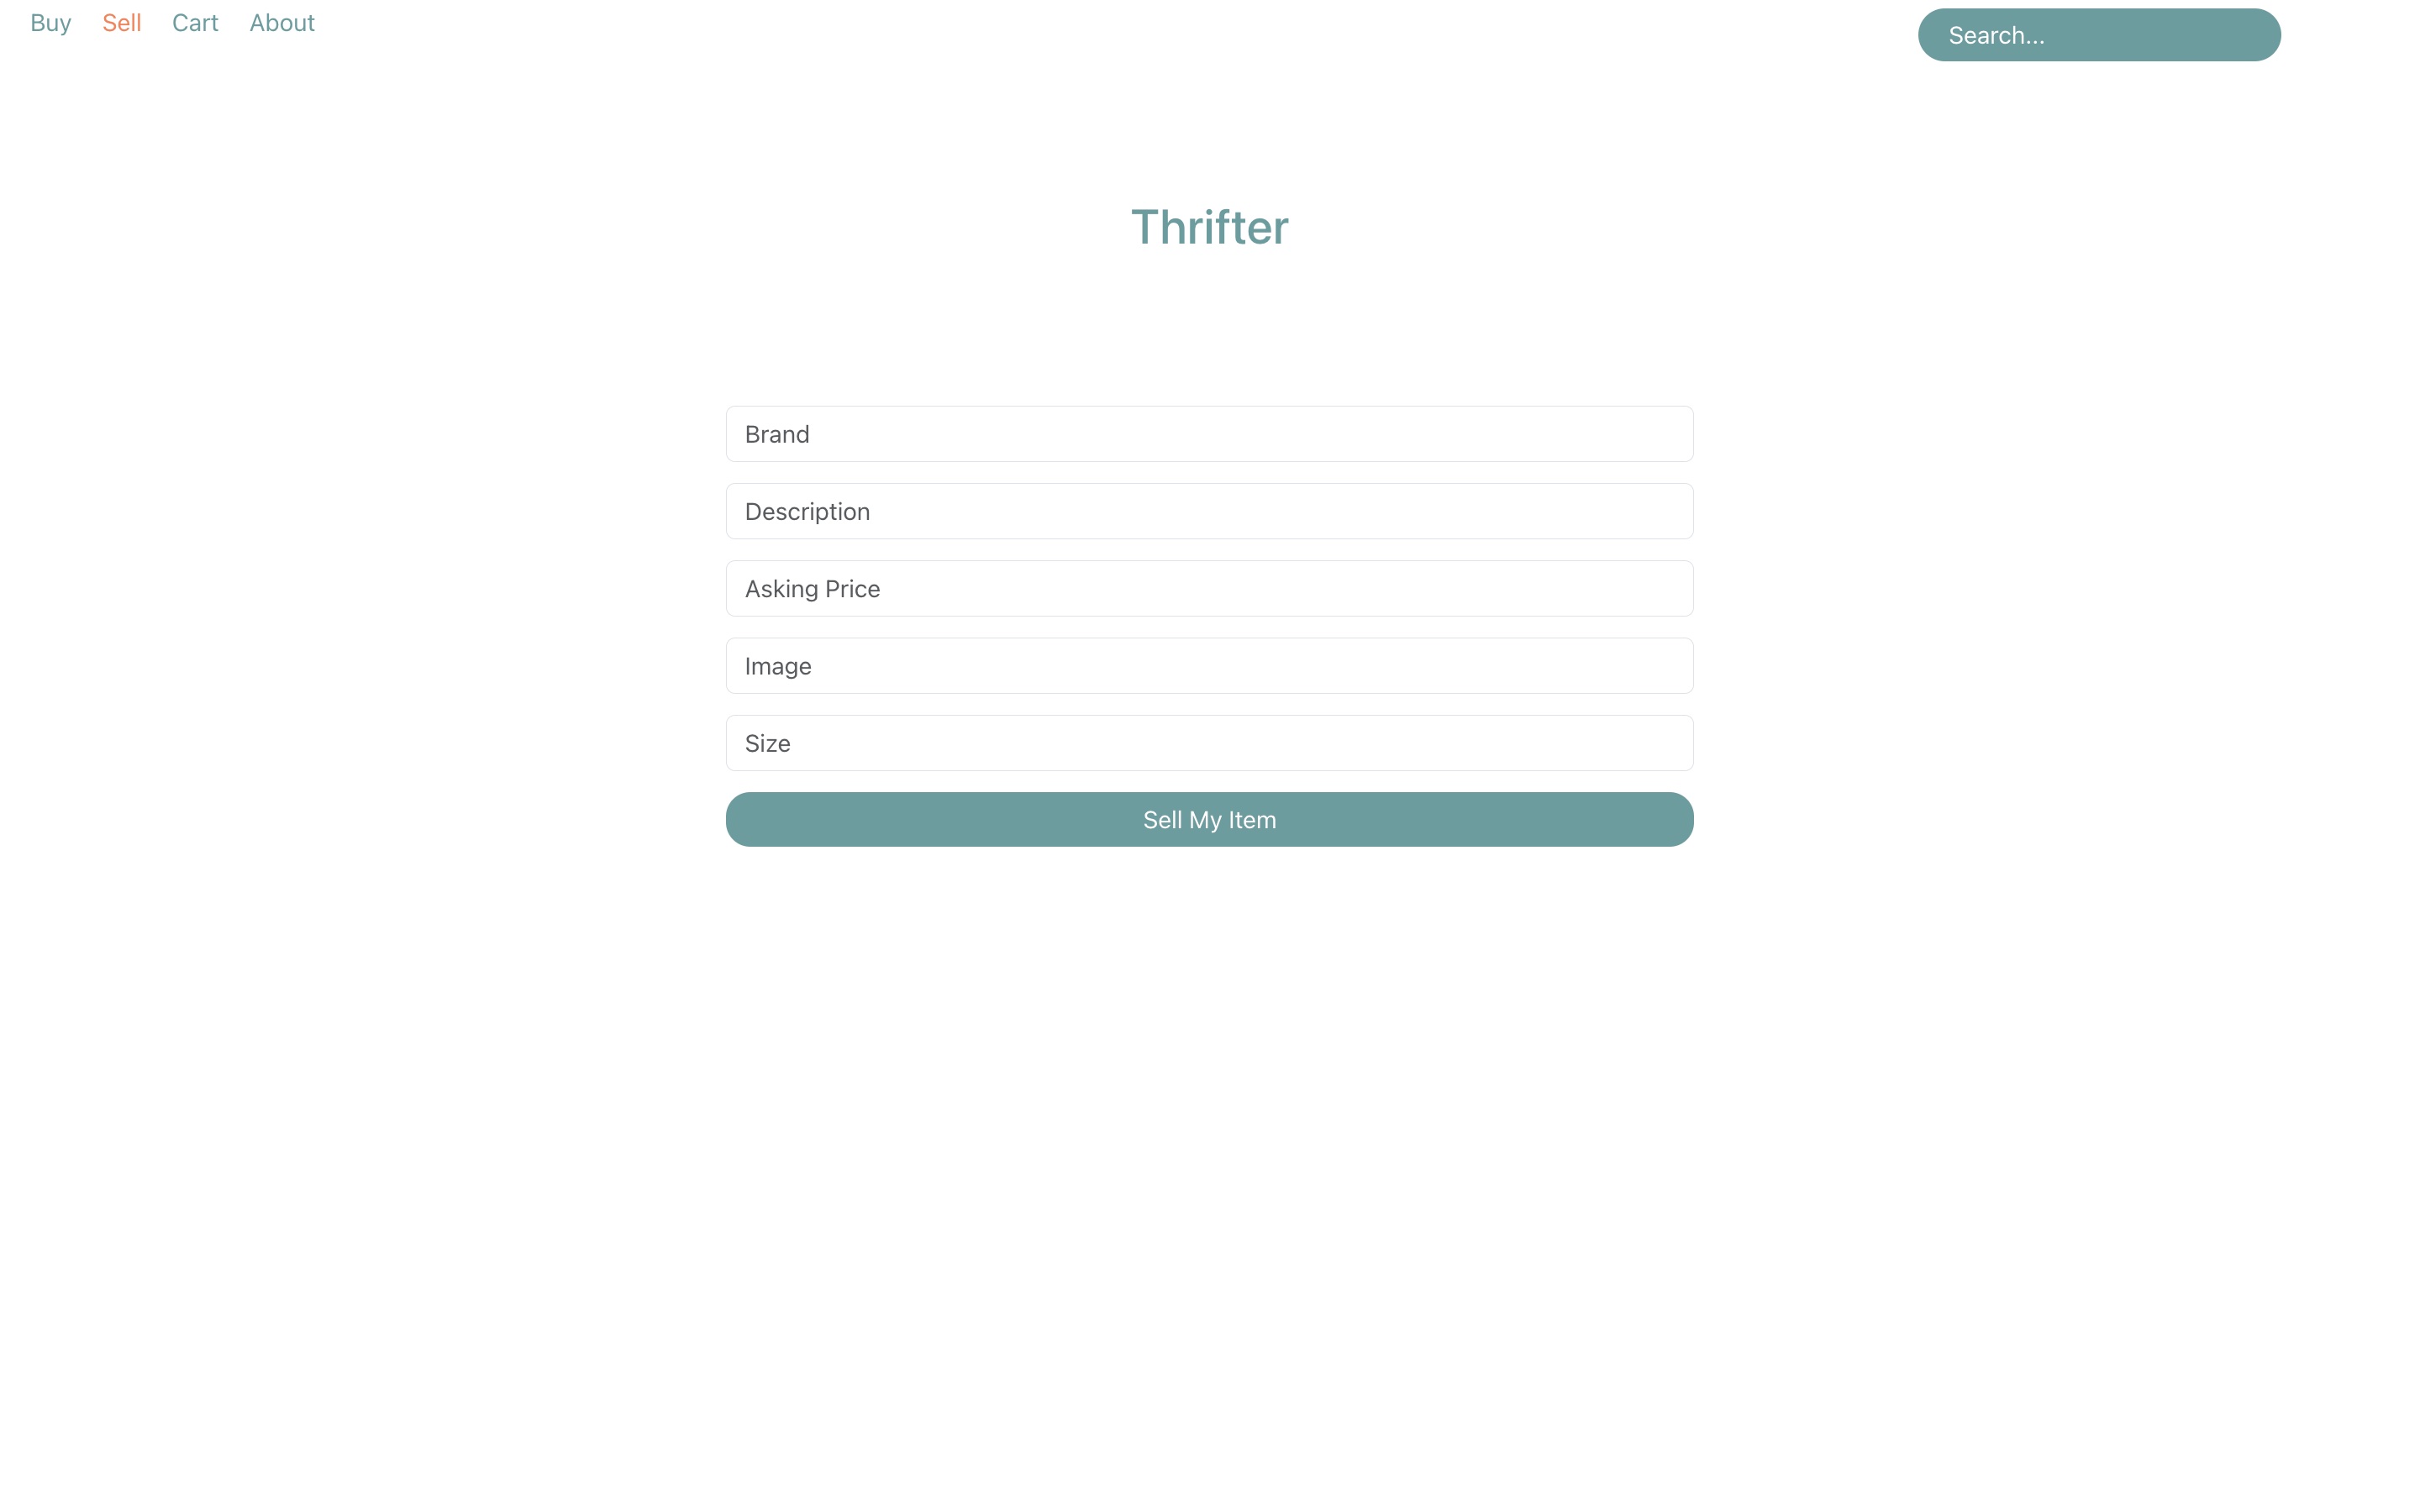 Buy Sell Cart About Search...
Thrifter
Brand
Description
Asking Price
Image
Size
Sell My Item